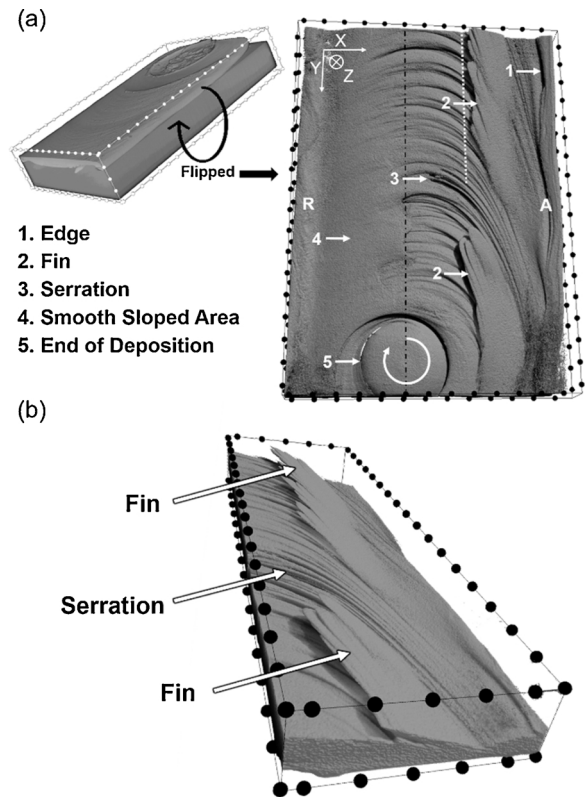 (a)
X
Y
Z
1
2
Flipped
3
R
A
4
2
5
1. Edge
2. Fin
3. Serration
4. Smooth Sloped Area
5. End of Deposition
(b)
Fin
Serration
Fin